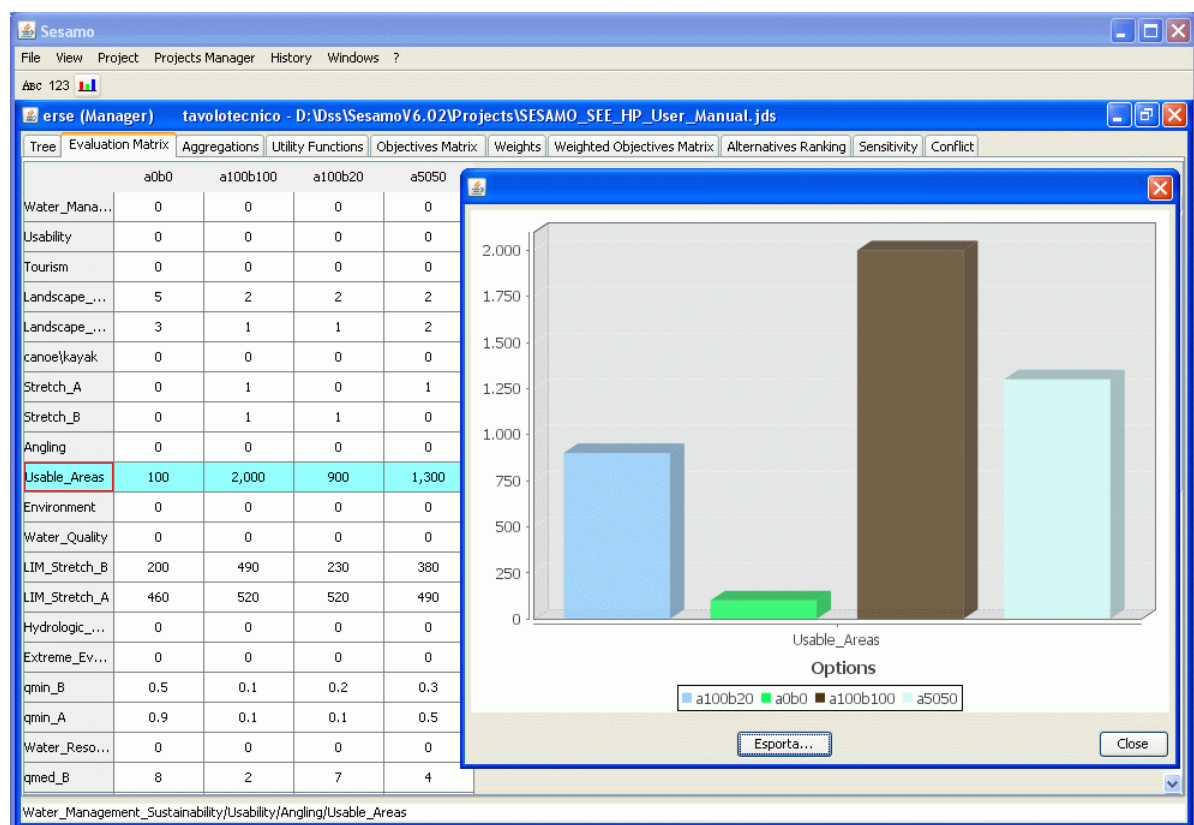 Sesamo
File View Project Projects Manager History Windows ?
ABC 123
erse (Manager) tavolotecnico - D:\Dss\SesamoV6.02\Projects\SESAMO_SEE_HP_User_Manual.jds
Tree Evaluation Matrix Aggregations Utility Functions Objectives Matrix Weights Weighted Objectives Matrix Alternatives Ranking Sensitivity Conflict
a0b0 a100b100 a100b20 a5050
Water_Mana... 0 0 0 0
Usability 0 0 0 0
Tourism 0 0 0 0
Landscape_... 5 2 2 2
Landscape_... 3 1 1 2
canoe\kayak 0 0 0 0
Stretch_A 0 1 0 1
Stretch_B 0 1 1 0
Angling 0 0 0 0
Usable_Areas 100 2,000 900 1,300
Environment 0 0 0 0
Water_Quality 0 0 0 0
LIM_Stretch_B 200 490 230 380
LIM_Stretch_A 460 520 520 490
Hydrologic_... 0 0 0 0
Extreme_Ev... 0 0 0 0
qmin_B 0.5 0.1 0.2 0.3
qmin_A 0.9 0.1 0.1 0.5
Water_Reso... 0 0 0 0
qmed_B 8 2 7 4
2.000
1.750
1.500
1.250
1.000
750
500
250
0
Usable_Areas
Options
a100b20 a0b0 a100b100 a5050
Esporta... Close
Water_Management_Sustainability/Usability/Angling/Usable_Areas